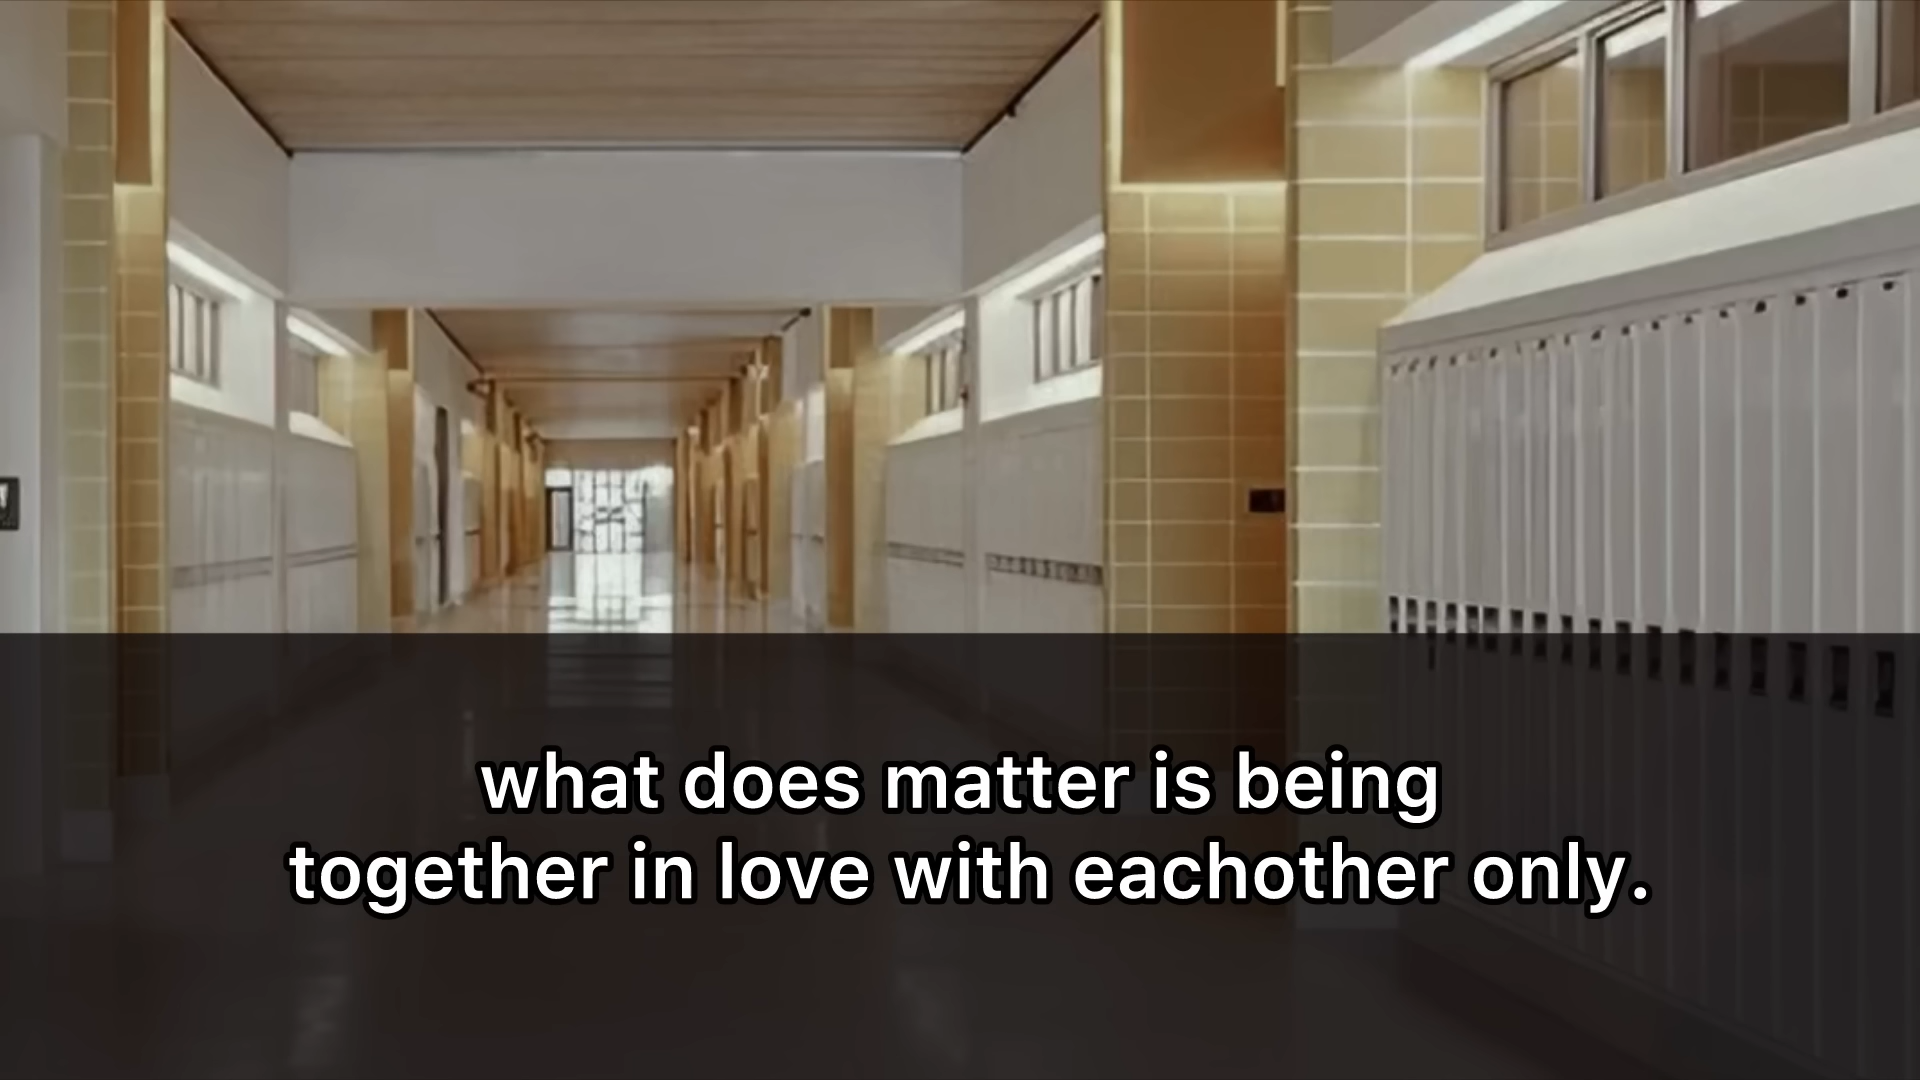 what does matter is being
together in love with eachother only.